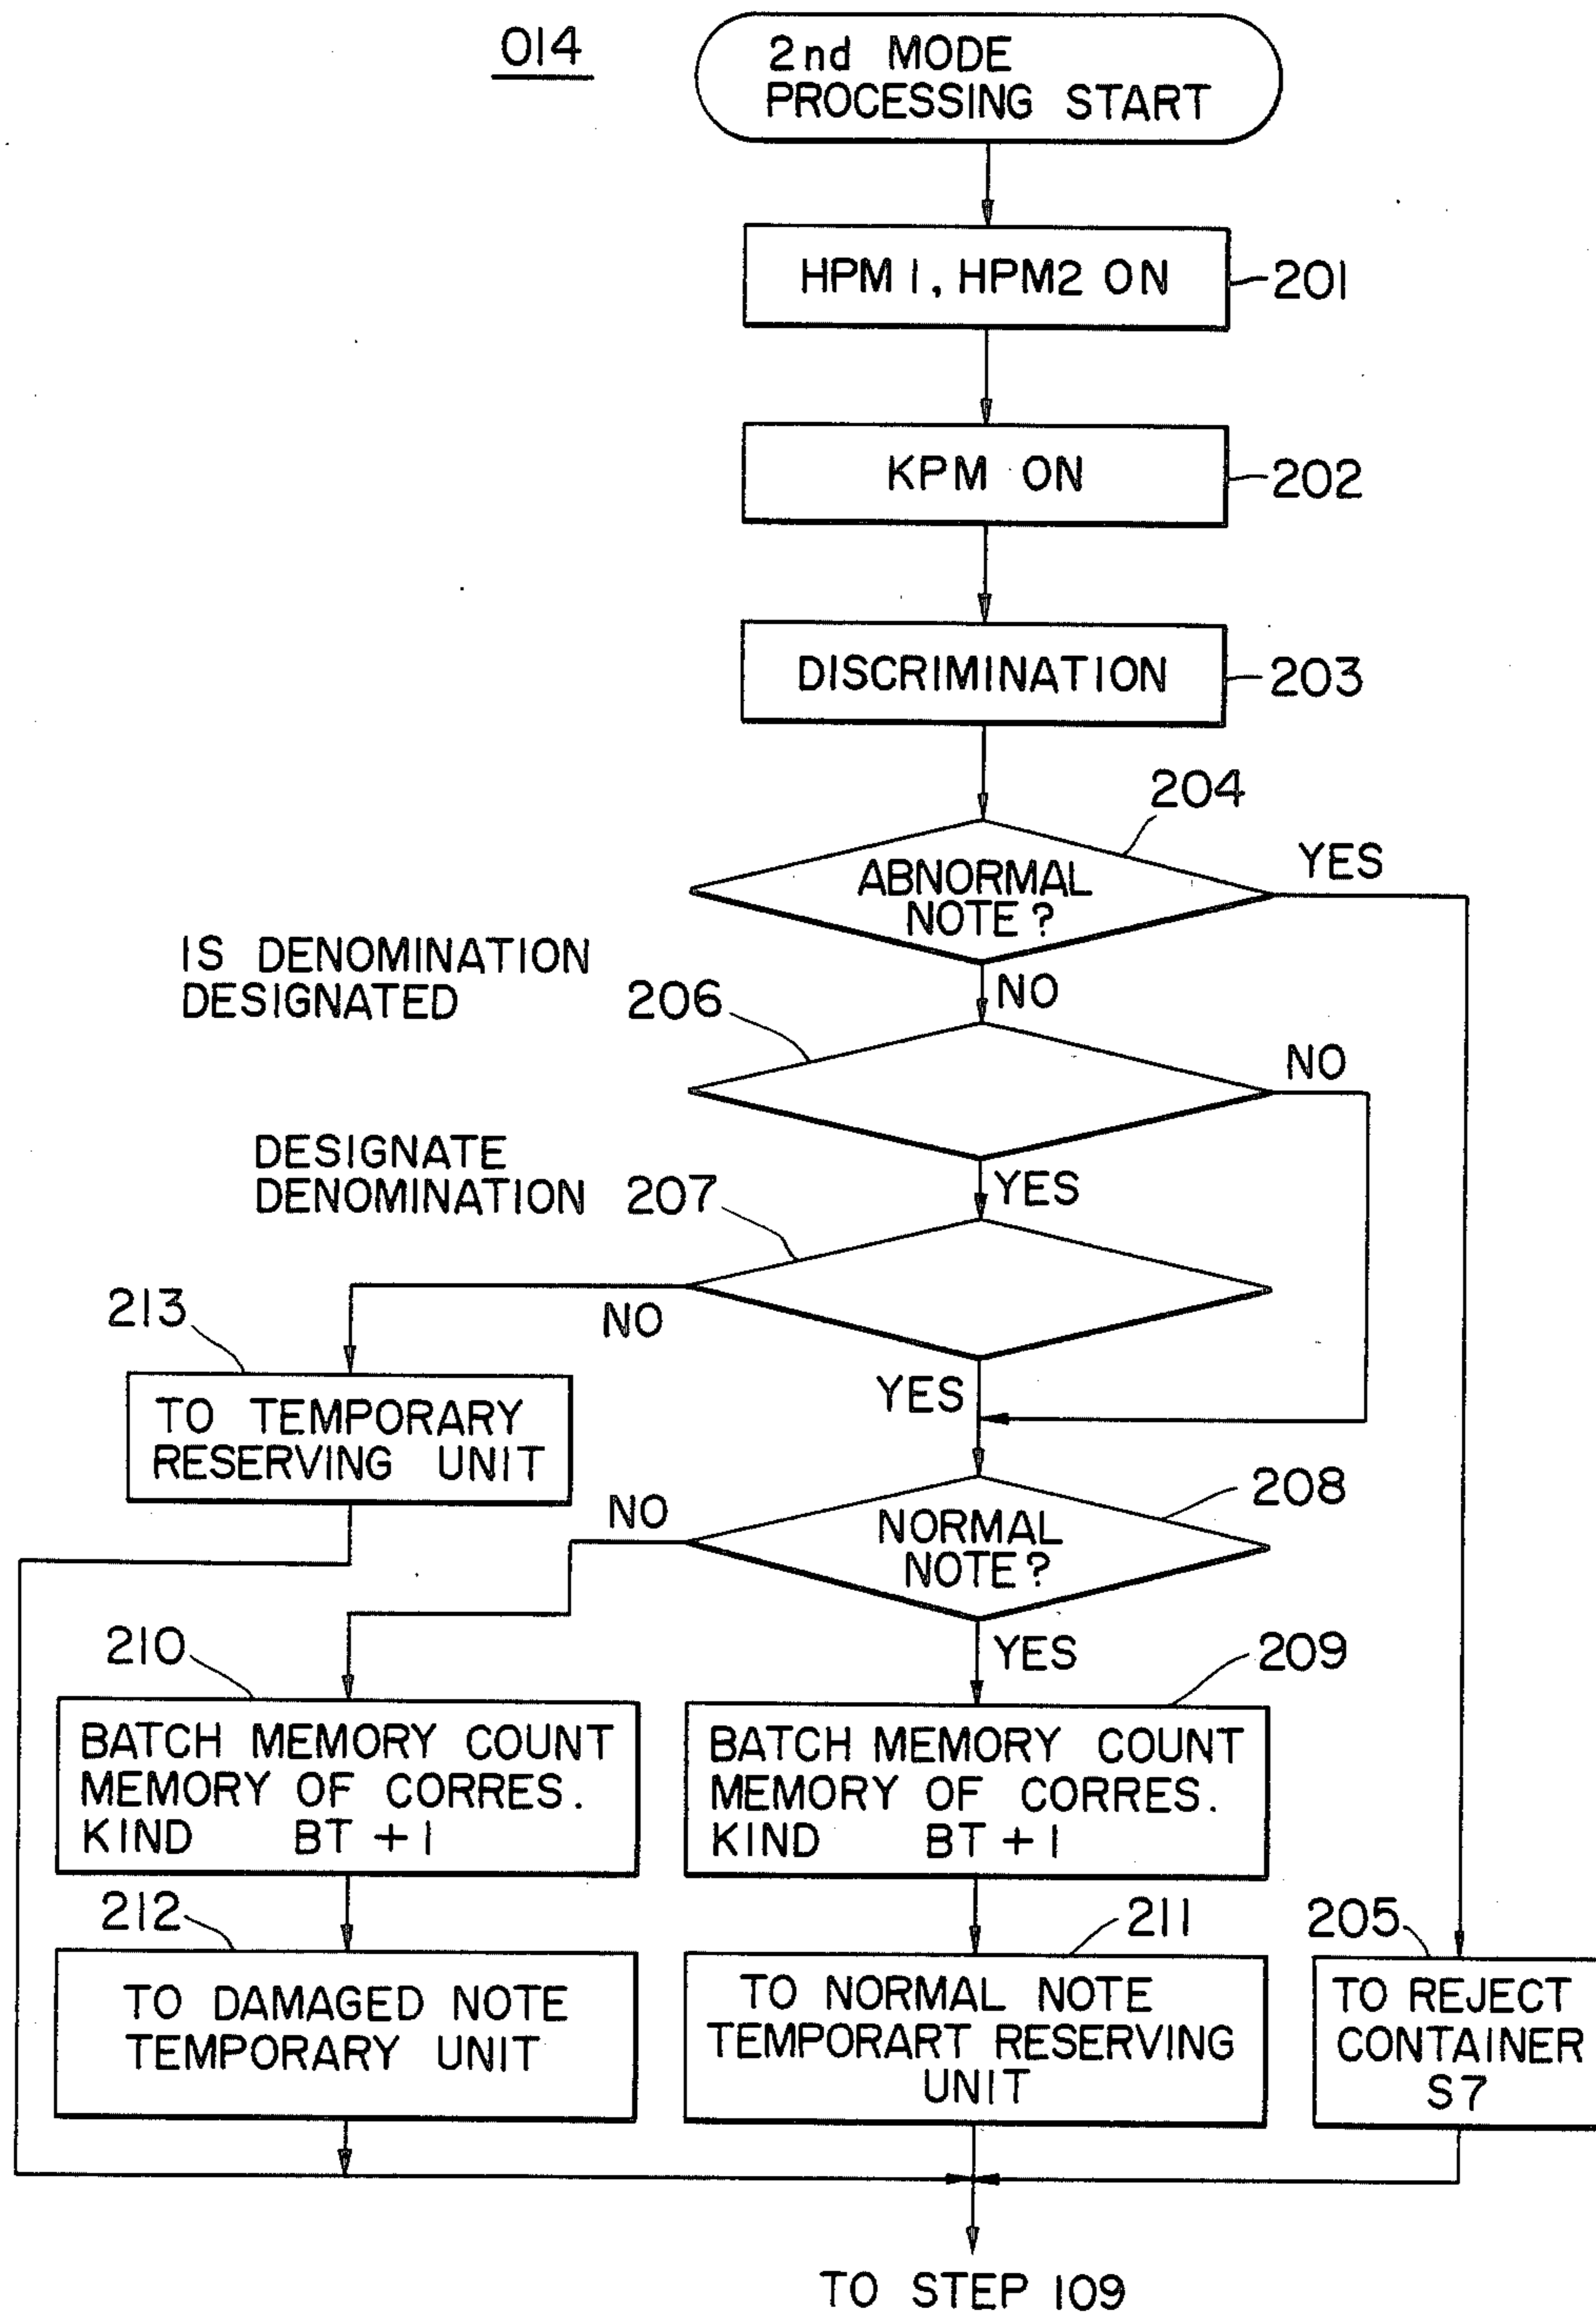 014
2nd MODE
PROCESSING START
HPM1, HPM2 ON
201
KPM ON
202
DISCRIMINATION
203
204
ABNORMAL
NOTE?
YES
NO
IS DENOMINATION
DESIGNATED
206
NO
YES
DESIGNATE
DENOMINATION
207
NO
YES
213
TO TEMPORARY
RESERVING UNIT
208
NORMAL
NOTE?
NO
YES
210
BATCH MEMORY COUNT
MEMORY OF CORRES.
KIND BT+1
209
BATCH MEMORY COUNT
MEMORY OF CORRES.
KIND BT+1
212
TO DAMAGED NOTE
TEMPORARY UNIT
211
TO NORMAL NOTE
TEMPORART RESERVING
UNIT
205
TO REJECT
CONTAINER
S7
TO STEP 109